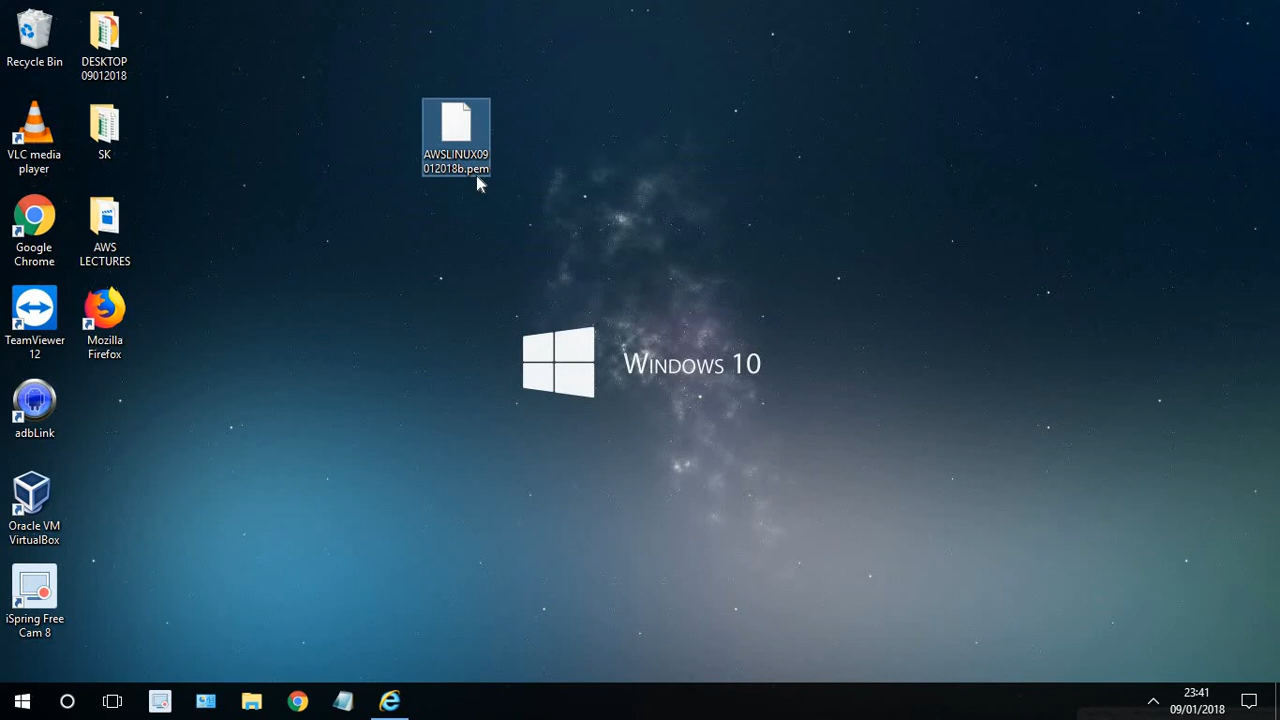 Recycle Bin
DESKTOP
09012018
VLC media
player
SK
Google
Chrome
AWS
LECTURES
TeamViewer
12
Mozilla
Firefox
adbLink
Oracle VM
VirtualBox
iSpring Free
Cam 8
AWSLINUX09
012018b.pem
WINDOWS 10
23:41
09/01/2018